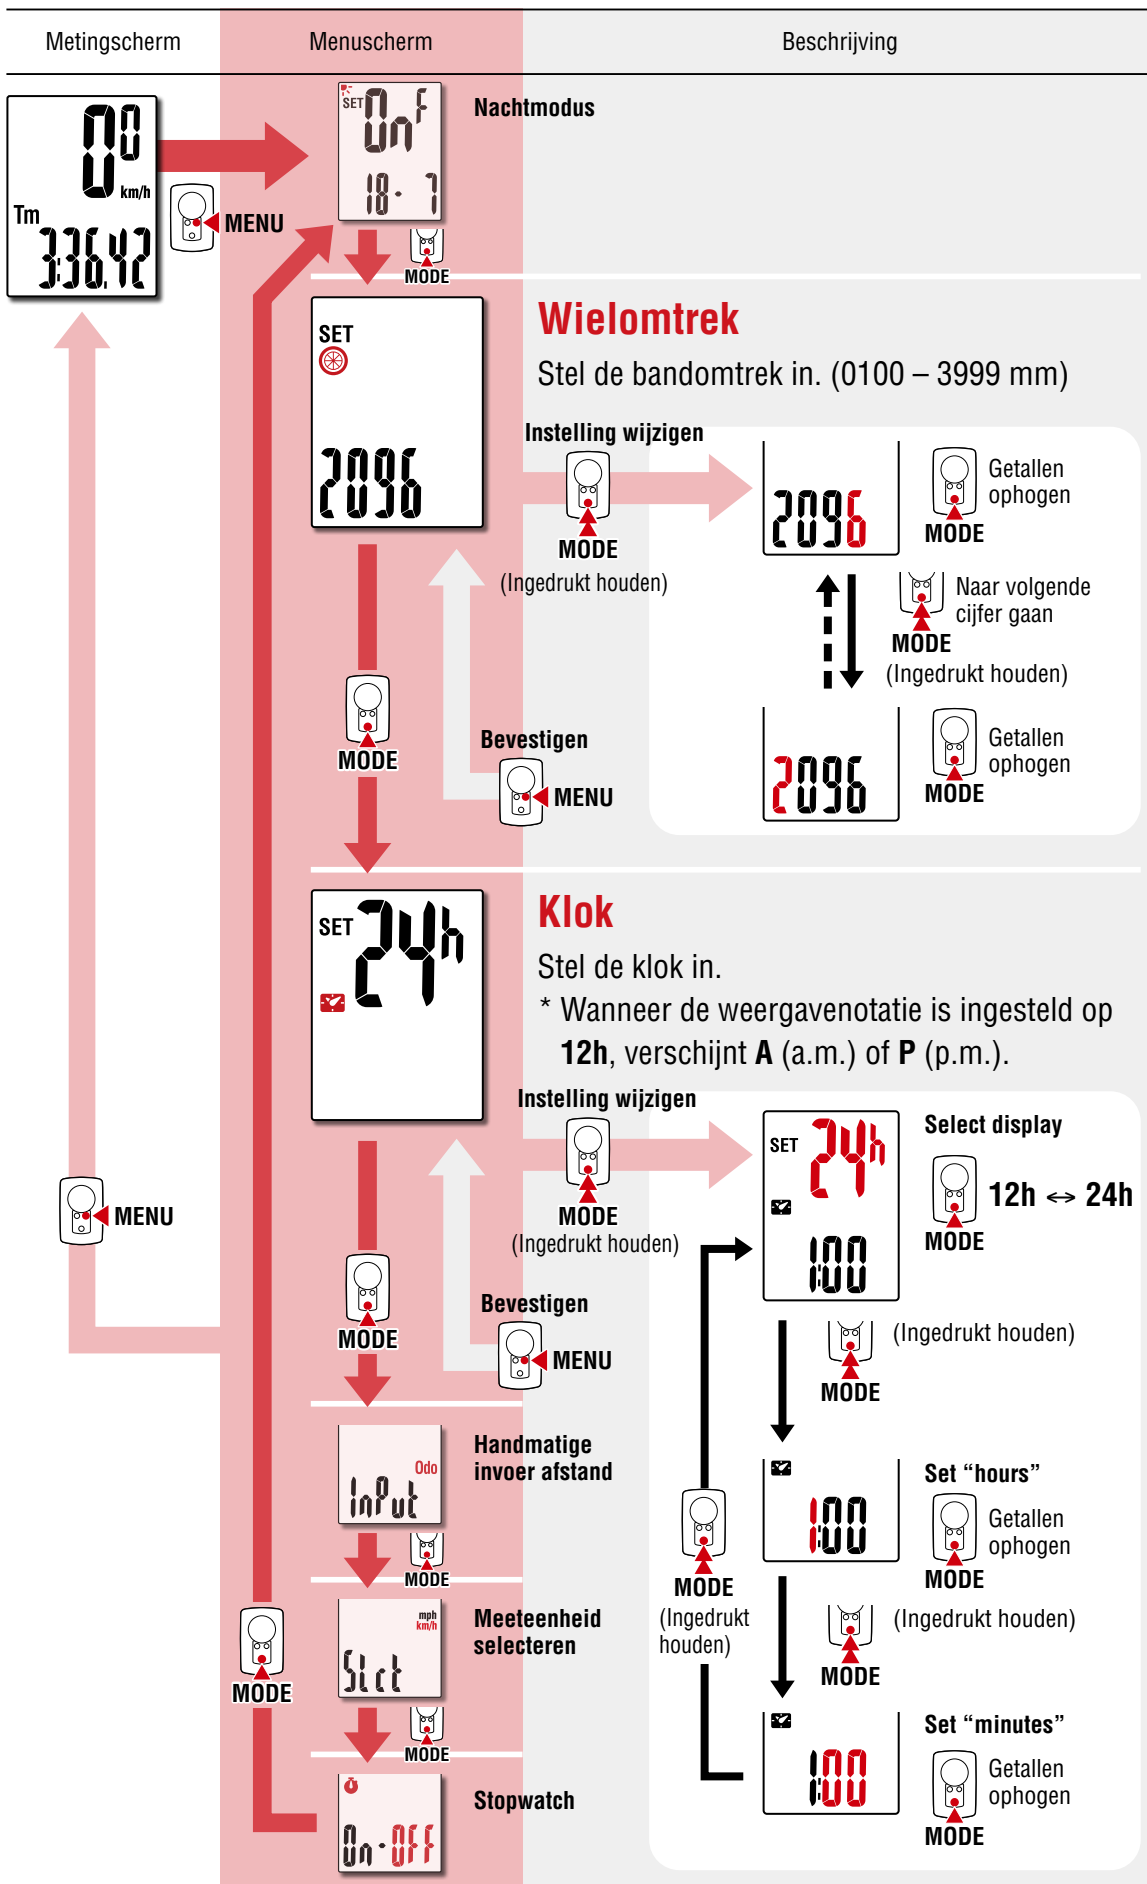 Metingscherm
Menuscherm
Beschrijving
00
km/h
Tm
3:36.42
MENU
SET
OnF
18· 7
Nachtmodus
MODE
SET
2096
Wielomtrek
Stel de bandomtrek in. (0100 – 3999 mm)
Instelling wijzigen
MODE
(Ingedrukt houden)
2096
Getallen
ophogen
MODE
Naar volgende
cijfer gaan
MODE
(Ingedrukt houden)
2096
Getallen
ophogen
MODE
Bevestigen
MENU
MODE
SET
24h
Klok
Stel de klok in.
* Wanneer de weergavenotatie is ingesteld op
12h, verschijnt A (a.m.) of P (p.m.).
Instelling wijzigen
MODE
(Ingedrukt houden)
SET
24h
1:00
Select display
12h ↔ 24h
MODE
(Ingedrukt houden)
MODE
1:00
Set “hours”
Getallen
ophogen
MODE
(Ingedrukt houden)
MODE
1:00
Set “minutes”
Getallen
ophogen
MODE
MODE
(Ingedrukt
houden)
Bevestigen
MENU
MENU
MODE
Odo
InPut
Handmatige
invoer afstand
MODE
mph
km/h
Slct
Meeteenheid
selecteren
MODE
On·OFF
Stopwatch
MODE